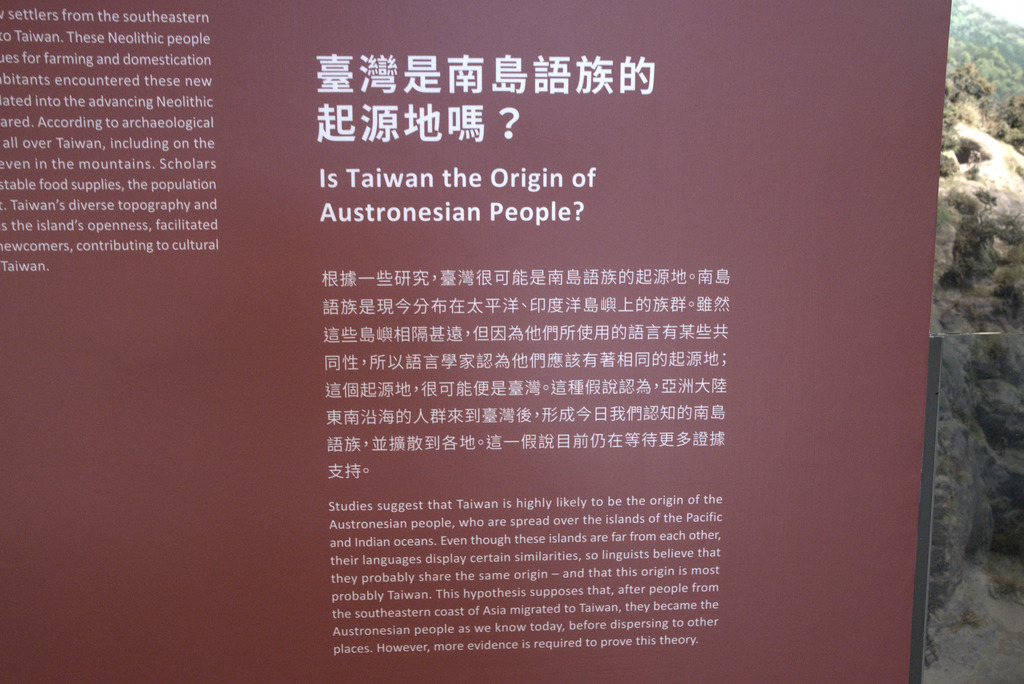 settlers from the southeastern
to Taiwan. These Neolithic people
for farming and domestication
encountered these new
into the advancing Neolithic
According to archaeological
all over Taiwan, including on the
even in the mountains. Scholars
stable food supplies, the population
Taiwan's diverse topography and
the island's openness, facilitated
newcomers, contributing to cultural
Taiwan.
臺灣是南島語族的
起源地嗎？
Is Taiwan the Origin of
Austronesian People?
根據一些研究，臺灣很可能是南島語族的起源地。南島
語族是現今分布在太平洋、印度洋島嶼上的族群。雖然
這些島嶼相隔甚遠，但因為他們所使用的語言有某些共
同性，所以語言學家認為他們應該有著相同的起源地；
這個起源地，很可能便是臺灣。這種假說認為，亞洲大陸
東南沿海的人群來到臺灣後，形成今日我們認知的南島
語族，並擴散到各地。這一假說目前仍在等待更多證據
支持。
Studies suggest that Taiwan is highly likely to be the origin of the
Austronesian people, who are spread over the islands of the Pacific
and Indian oceans. Even though these islands are far from each other,
their languages display certain similarities, so linguists believe that
they probably share the same origin – and that this origin is most
probably Taiwan. This hypothesis supposes that, after people from
the southeastern coast of Asia migrated to Taiwan, they became the
Austronesian people as we know today, before dispersing to other
places. However, more evidence is required to prove this theory.